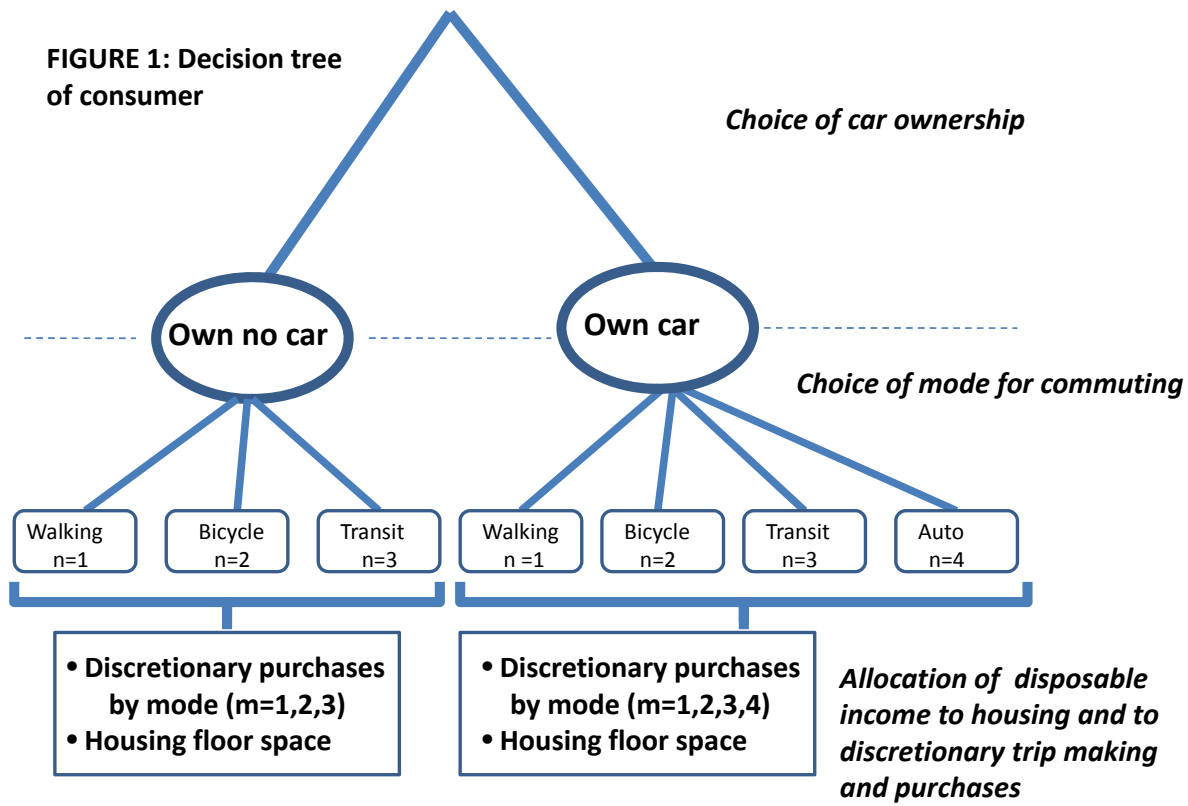 FIGURE 1: Decision tree
of consumer
Choice of car ownership
Own no car
Own car
Choice of mode for commuting
Walking
n=1
Bicycle
n=2
Transit
n=3
Walking
n =1
Bicycle
n=2
Transit
n=3
Auto
n=4
• Discretionary purchases
by mode (m=1,2,3)
• Housing floor space
• Discretionary purchases
by mode (m=1,2,3,4)
• Housing floor space
Allocation of disposable
income to housing and to
discretionary trip making
and purchases